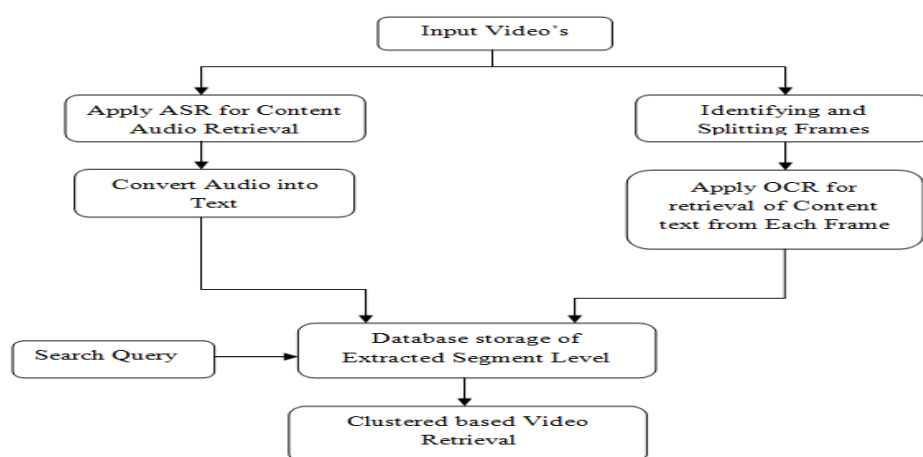 Input Video`s
Apply ASR for Content
Audio Retrieval
Identifying and
Splitting Frames
Convert Audio into
Text
Apply OCR for
retrieval of Content
text from Each Frame
Database storage of
Extracted Segment Level
Search Query
Clustered based Video
Retrieval